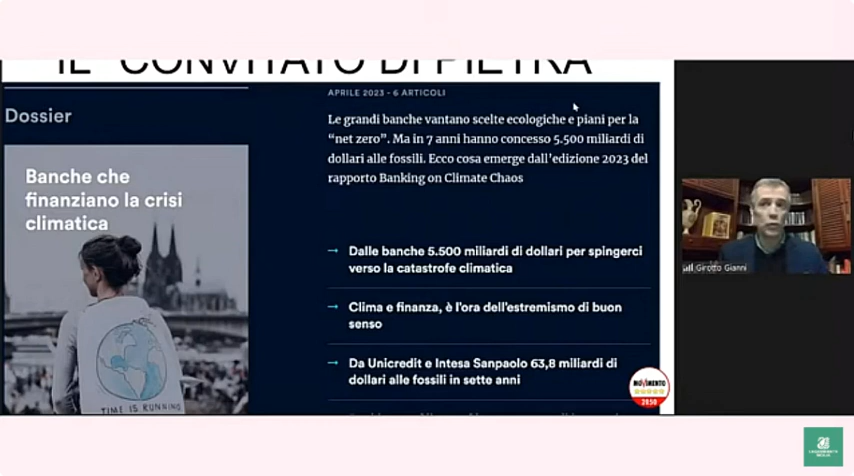 IL "CONVITATO DI PIETRA"
Dossier
Banche che
finanziano la crisi
climatica
TIME IS RUNNING
APRILE 2023 - 6 ARTICOLI
Le grandi banche vantano scelte ecologiche e piani per la
“net zero”. Ma in 7 anni hanno concesso 5.500 miliardi di
dollari alle fossili. Ecco cosa emerge dall’edizione 2023 del
rapporto Banking on Climate Chaos
→ Dalle banche 5.500 miliardi di dollari per spingerci
verso la catastrofe climatica
→ Clima e finanza, è l'ora dell'estremismo di buon
senso
→ Da Unicredit e Intesa Sanpaolo 63,8 miliardi di
dollari alle fossili in sette anni
MOVIMENTO
2050
Girotto Gianni